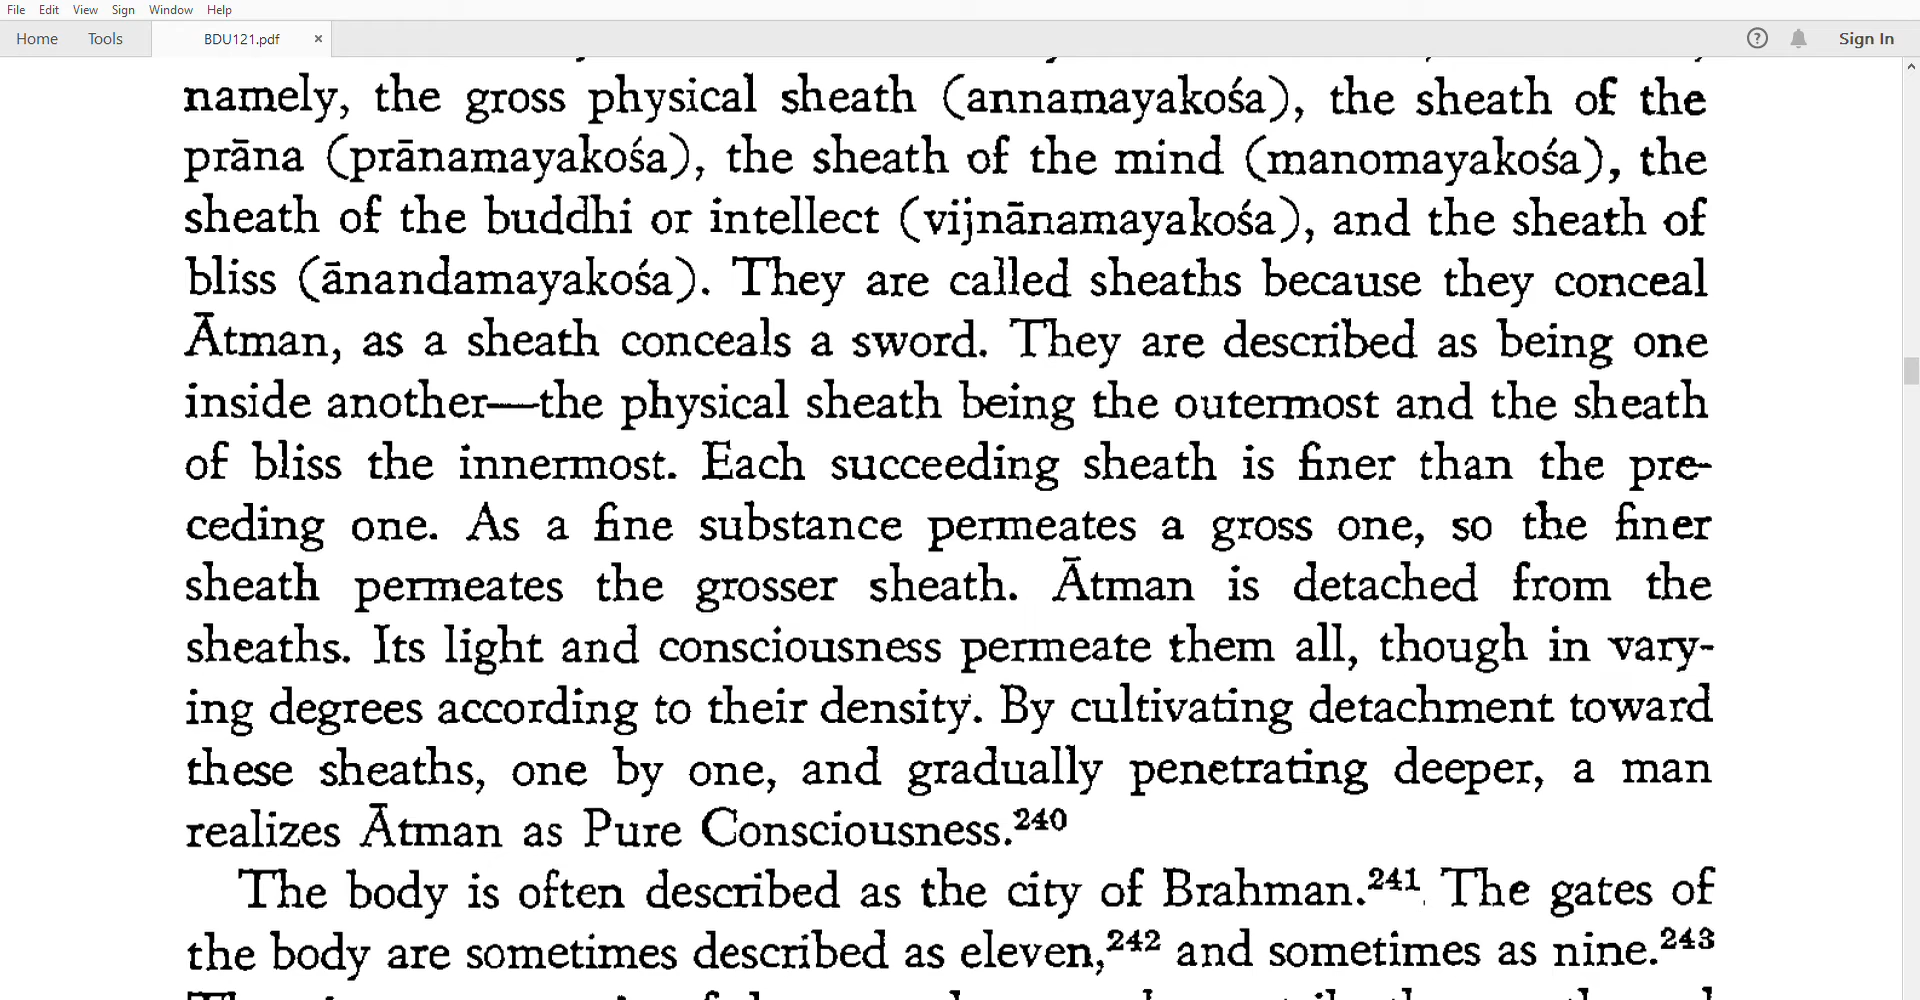 File Edit View Sign Window Help
Home Tools BDU121.pdf × ? Sign In
namely, the gross physical sheath (annamayakośa), the sheath of the
prāna (prānamayakośa), the sheath of the mind (manomayakośa), the
sheath of the buddhi or intellect (vijnānamayakośa), and the sheath of
bliss (ānandamayakośa). They are called sheaths because they conceal
Ātman, as a sheath conceals a sword. They are described as being one
inside another—the physical sheath being the outermost and the sheath
of bliss the innermost. Each succeeding sheath is finer than the pre-
ceding one. As a fine substance permeates a gross one, so the finer
sheath permeates the grosser sheath. Ātman is detached from the
sheaths. Its light and consciousness permeate them all, though in vary-
ing degrees according to their density. By cultivating detachment toward
these sheaths, one by one, and gradually penetrating deeper, a man
realizes Ātman as Pure Consciousness.240
The body is often described as the city of Brahman.241 The gates of
the body are sometimes described as eleven,242 and sometimes as nine.243